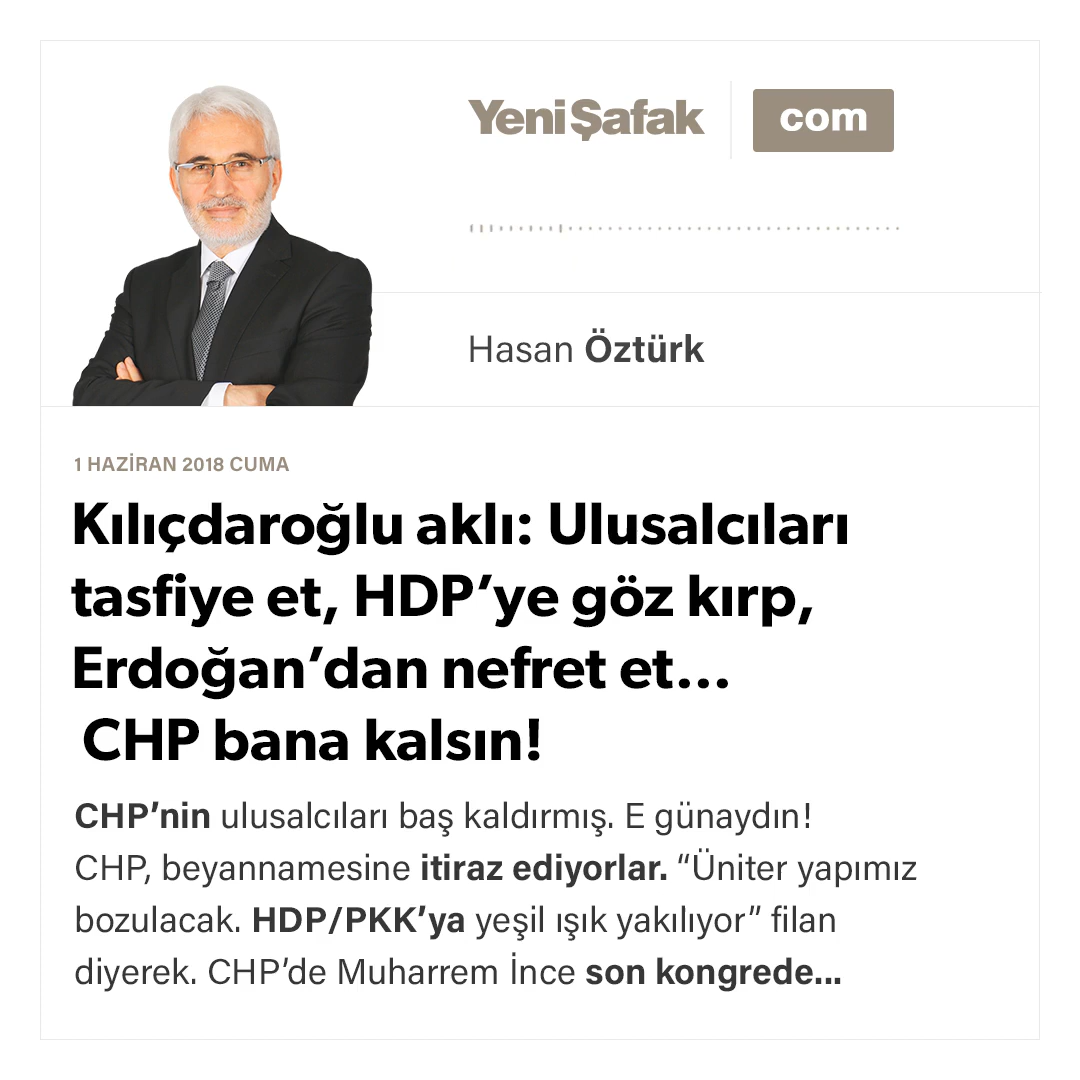 YeniŞafak com
Hasan Öztürk
1 HAZİRAN 2018 CUMA
Kılıçdaroğlu aklı: Ulusalcıları
tasfiye et, HDP’ye göz kırp,
Erdoğan’dan nefret et...
CHP bana kalsın!
CHP’nin ulusalcıları baş kaldırmış. E günaydın!
CHP, beyannamesine itiraz ediyorlar. “Üniter yapımız
bozulacak. HDP/PKK’ya yeşil ışık yakılıyor” filan
diyerek. CHP’de Muharrem İnce son kongrede...